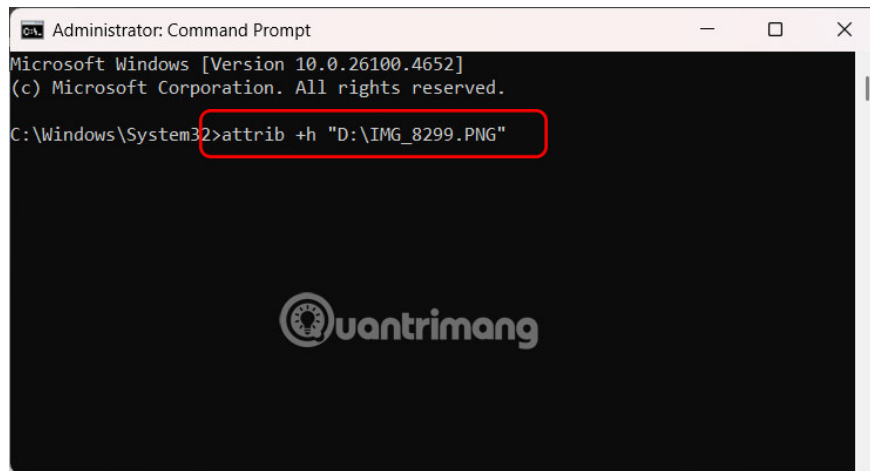 Administrator: Command Prompt
Microsoft Windows [Version 10.0.26100.4652]
(c) Microsoft Corporation. All rights reserved.
C:\Windows\System32>attrib +h "D:\IMG_8299.PNG"
Quantrimang